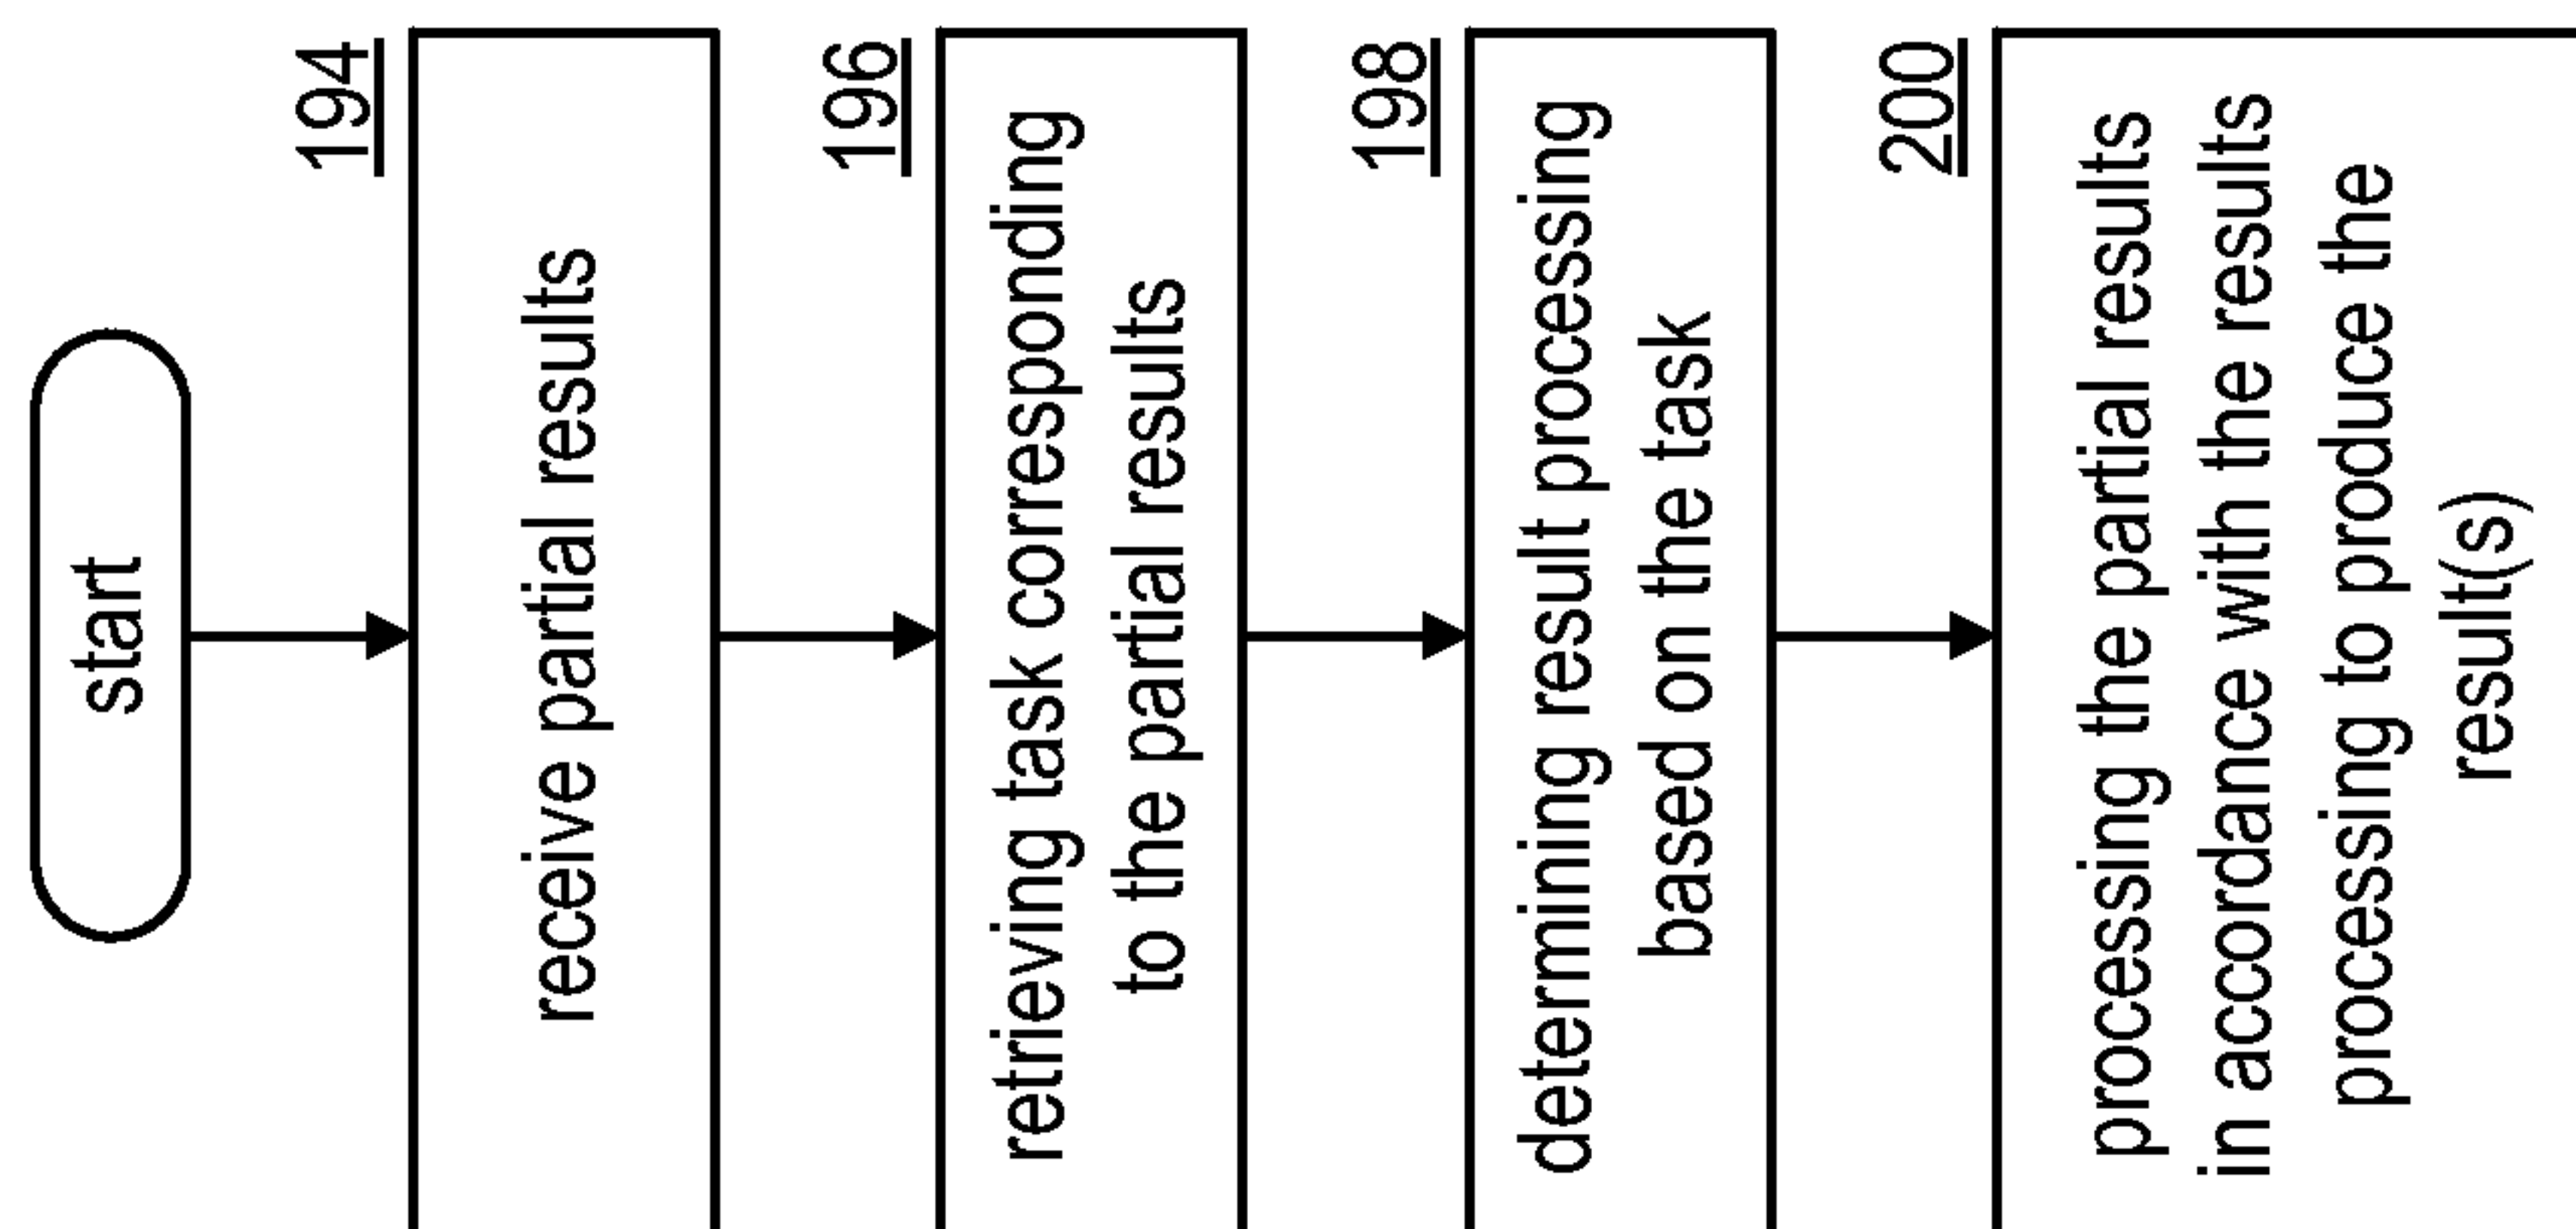 start
194
receive partial results
196
retrieving task corresponding
to the partial results
198
determining result processing
based on the task
200
processing the partial results
in accordance with the results
processing to produce the
result(s)